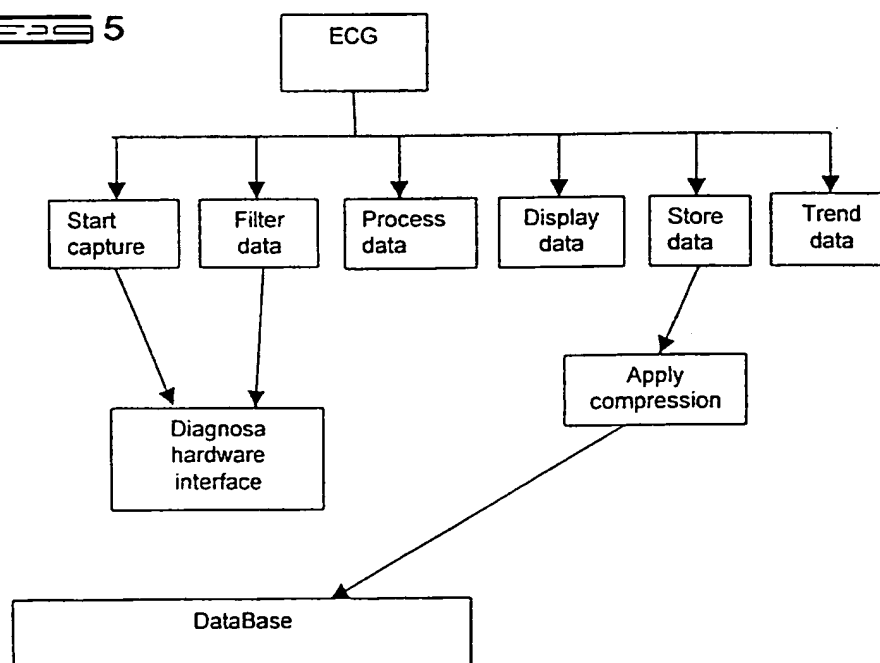 5
ECG
Start
capture
Filter
data
Process
data
Display
data
Store
data
Trend
data
Diagnosa
hardware
interface
Apply
compression
DataBase